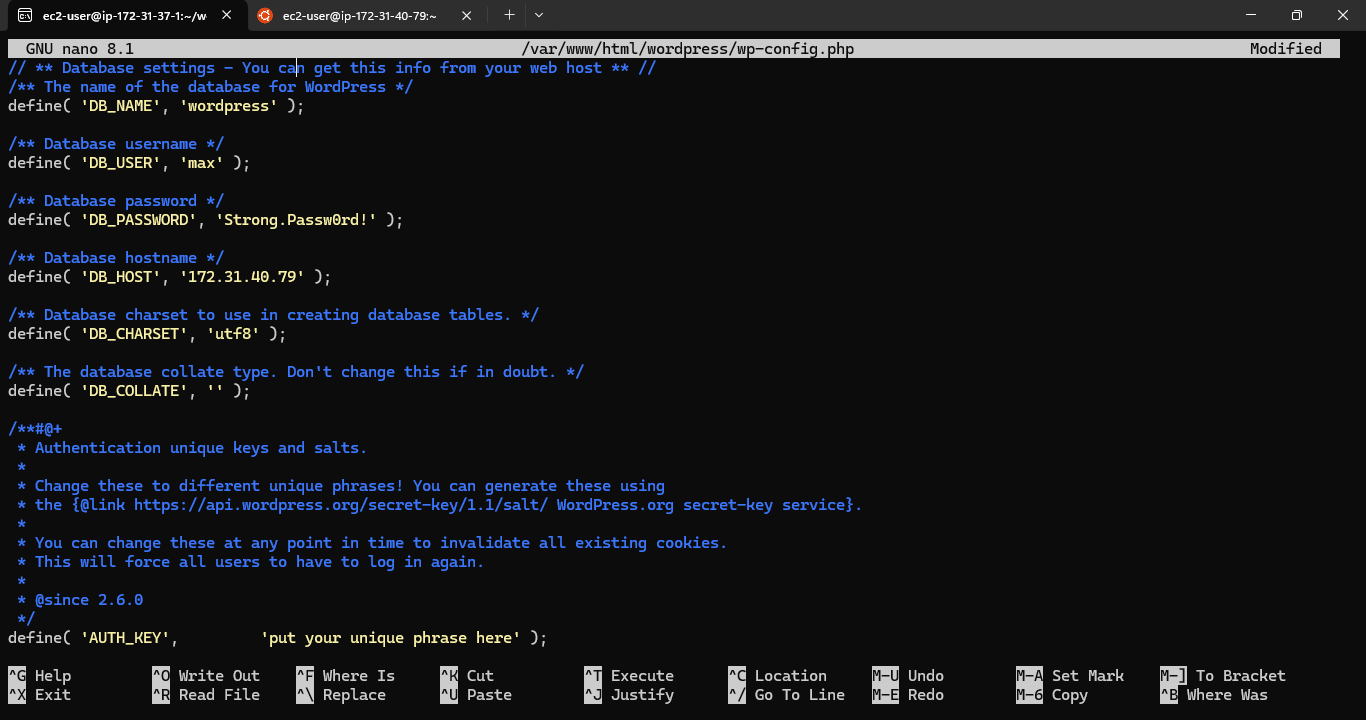 ec2-user@ip-172-31-37-1:~/w
ec2-user@ip-172-31-40-79:~
GNU nano 8.1 /var/www/html/wordpress/wp-config.php Modified
// ** Database settings - You can get this info from your web host ** //
/** The name of the database for WordPress */
define( 'DB_NAME', 'wordpress' );
/** Database username */
define( 'DB_USER', 'max' );
/** Database password */
define( 'DB_PASSWORD', 'Strong.Passw0rd!' );
/** Database hostname */
define( 'DB_HOST', '172.31.40.79' );
/** Database charset to use in creating database tables. */
define( 'DB_CHARSET', 'utf8' );
/** The database collate type. Don't change this if in doubt. */
define( 'DB_COLLATE', '' );
/**#@+
 * Authentication unique keys and salts.
 *
 * Change these to different unique phrases! You can generate these using
 * the {@link https://api.wordpress.org/secret-key/1.1/salt/ WordPress.org secret-key service}.
 *
 * You can change these at any point in time to invalidate all existing cookies.
 * This will force all users to have to log in again.
 *
 * @since 2.6.0
 */
define( 'AUTH_KEY',         'put your unique phrase here' );
^G Help ^O Write Out ^F Where Is ^K Cut ^T Execute ^C Location M-U Undo M-A Set Mark M-] To Bracket
^X Exit ^R Read File ^\ Replace ^U Paste ^J Justify ^/ Go To Line M-E Redo M-6 Copy ^B Where Was